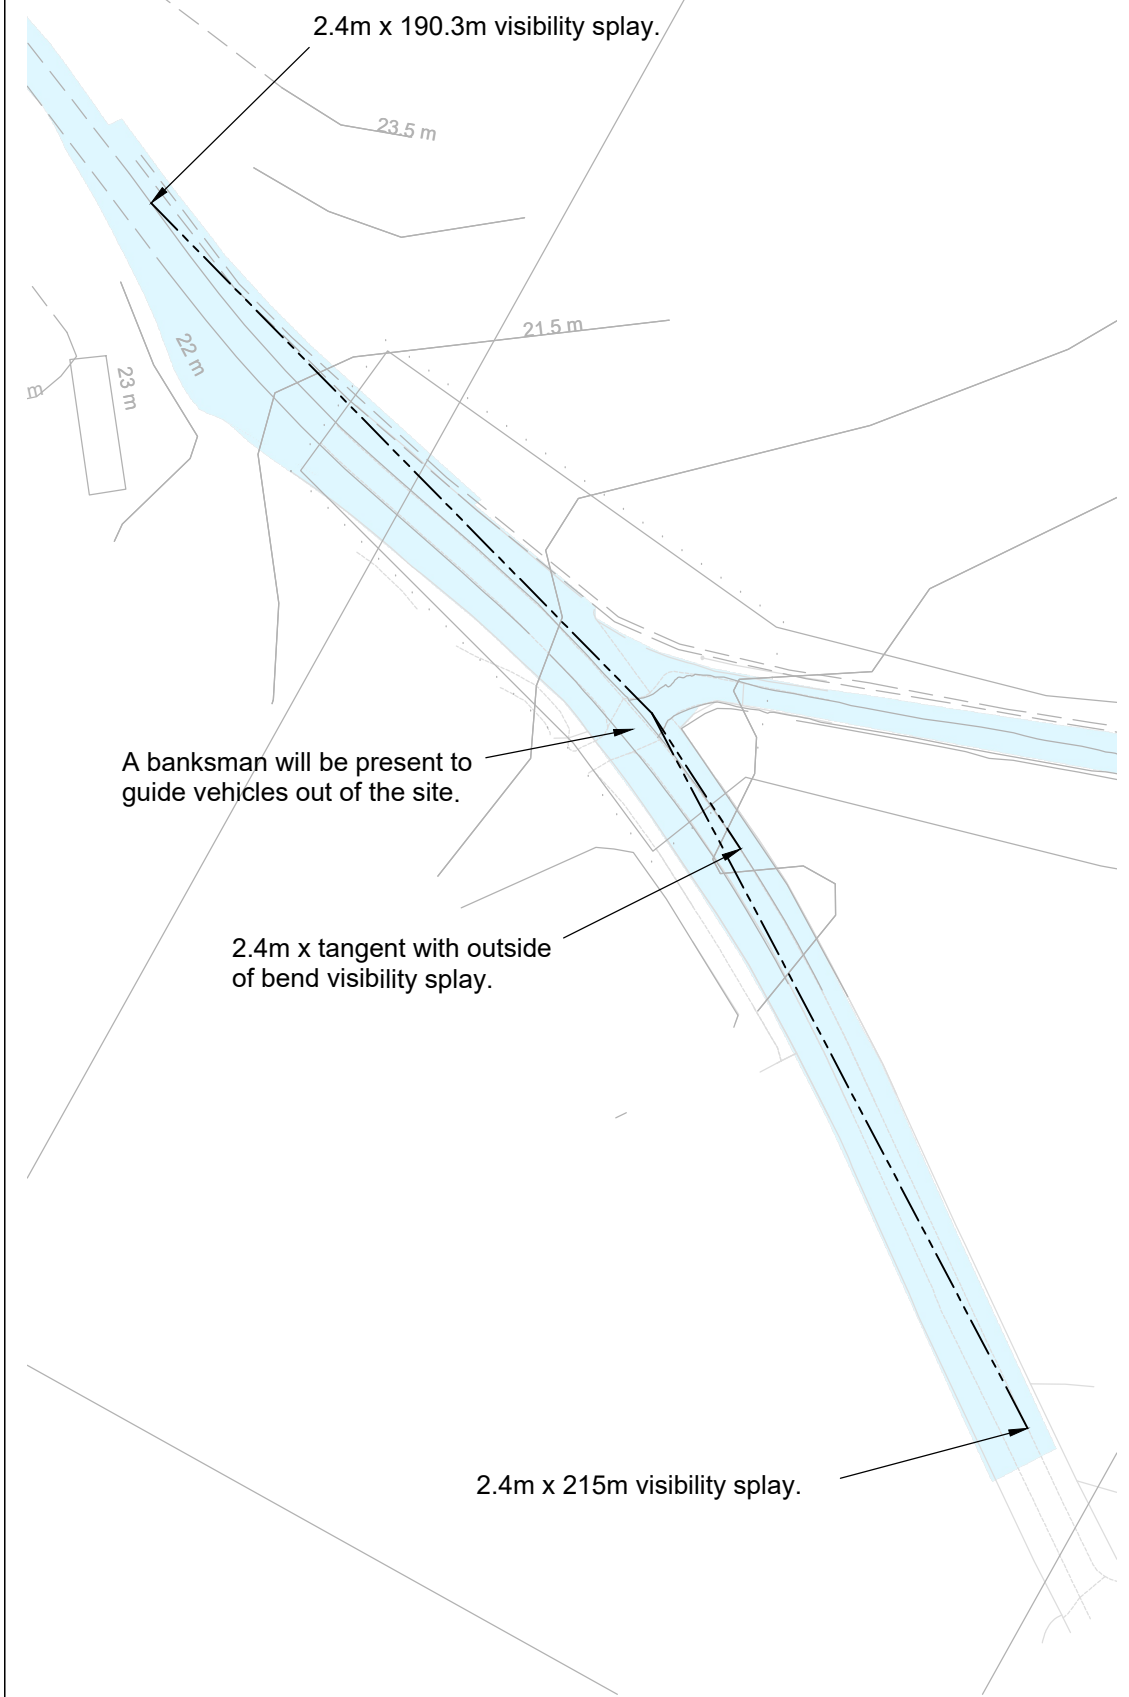 2.4m x 190.3m visibility splay.
23.5 m
21.5 m
22 m
23 m
m
A banksman will be present to
guide vehicles out of the site.
2.4m x tangent with outside
of bend visibility splay.
2.4m x 215m visibility splay.